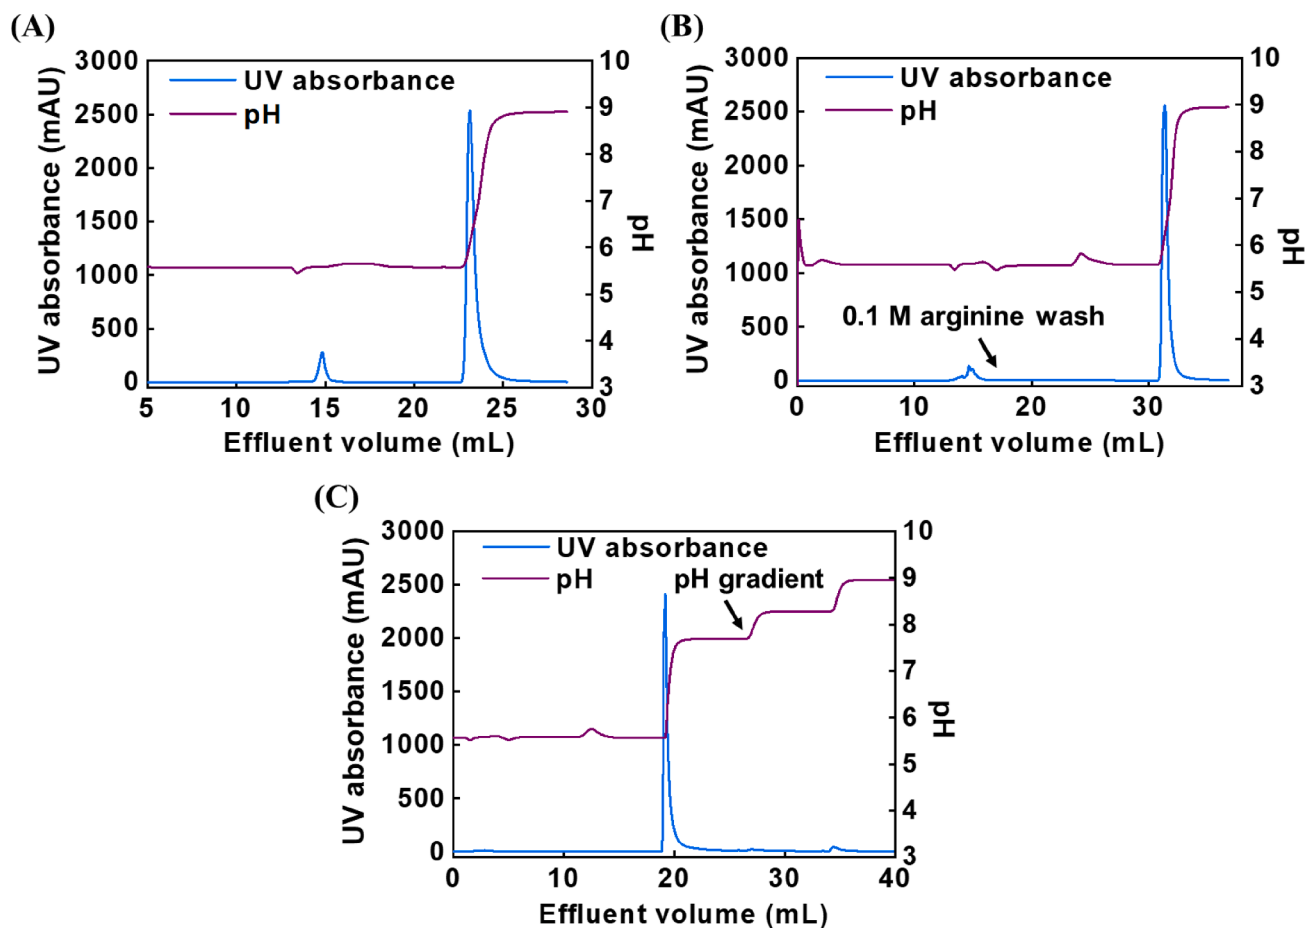 (A)
3000
2500
2000
1500
1000
500
0
UV absorbance (mAU)
UV absorbance
pH
10
9
8
7
6
5
4
3
pH
5 10 15 20 25 30
Effluent volume (mL)
(B)
3000
2500
2000
1500
1000
500
0
UV absorbance (mAU)
UV absorbance
pH
0.1 M arginine wash
10
9
8
7
6
5
4
3
pH
0 10 20 30
Effluent volume (mL)
(C)
3000
2500
2000
1500
1000
500
0
UV absorbance (mAU)
UV absorbance
pH
pH gradient
10
9
8
7
6
5
4
3
pH
0 10 20 30 40
Effluent volume (mL)